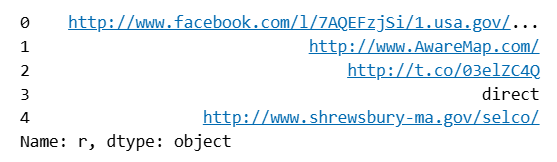 0 http://www.facebook.com/l/7AQEFzjSi/1.usa.gov/...
1 http://www.AwareMap.com/
2 http://t.co/03elZC4Q
3 direct
4 http://www.shrewsbury-ma.gov/selco/
Name: r, dtype: object